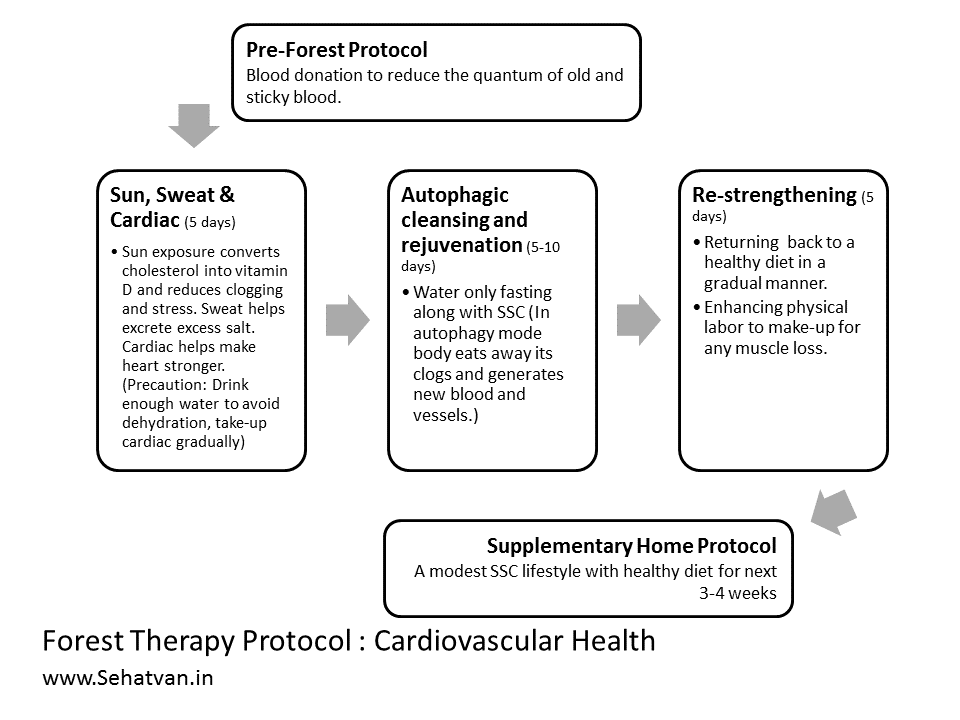 Pre-Forest Protocol
Blood donation to reduce the quantum of old and
sticky blood.
Sun, Sweat &
Cardiac (5 days)
• Sun exposure converts
cholesterol into vitamin
D and reduces clogging
and stress. Sweat helps
excrete excess salt.
Cardiac helps make
heart stronger.
(Precaution: Drink
enough water to avoid
dehydration, take-up
cardiac gradually)
Autophagic
cleansing and
rejuvenation (5-10
days)
• Water only fasting
along with SSC (In
autophagy mode
body eats away its
clogs and generates
new blood and
vessels.)
Re-strengthening (5
days)
• Returning back to a
healthy diet in a
gradual manner.
• Enhancing physical
labor to make-up for
any muscle loss.
Supplementary Home Protocol
A modest SSC lifestyle with healthy diet for next
3-4 weeks
Forest Therapy Protocol : Cardiovascular Health
www.Sehatvan.in